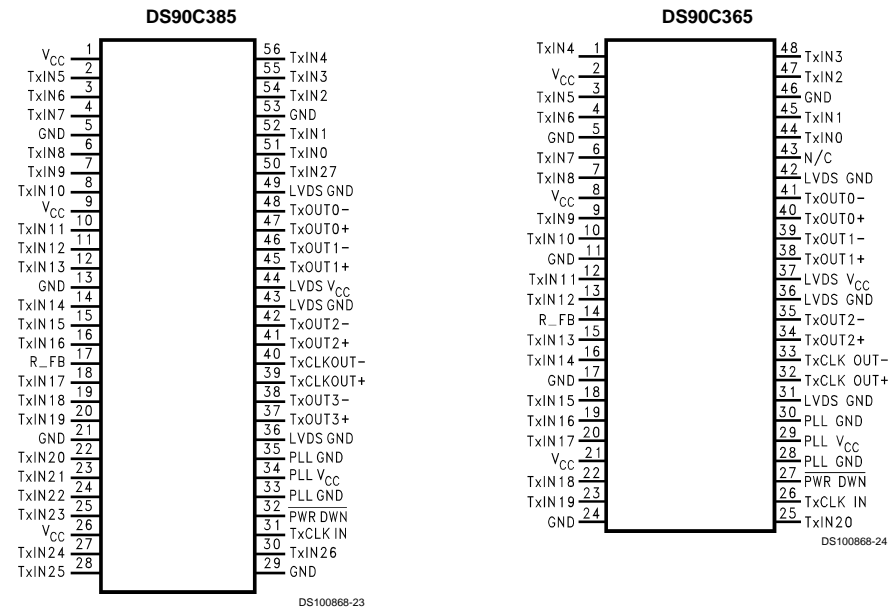 DS90C385
V_CC 1
TxIN5 2
TxIN6 3
TxIN7 4
GND 5
TxIN8 6
TxIN9 7
TxIN10 8
V_CC 9
TxIN11 10
TxIN12 11
TxIN13 12
GND 13
TxIN14 14
TxIN15 15
TxIN16 16
R_FB 17
TxIN17 18
TxIN18 19
TxIN19 20
GND 21
TxIN20 22
TxIN21 23
TxIN22 24
TxIN23 25
V_CC 26
TxIN24 27
TxIN25 28
56 TxIN4
55 TxIN3
54 TxIN2
53 GND
52 TxIN1
51 TxIN0
50 TxIN27
49 LVDS GND
48 TxOUT0-
47 TxOUT0+
46 TxOUT1-
45 TxOUT1+
44 LVDS V_CC
43 LVDS GND
42 TxOUT2-
41 TxOUT2+
40 TxCLKOUT-
39 TxCLKOUT+
38 TxOUT3-
37 TxOUT3+
36 LVDS GND
35 PLL GND
34 PLL V_CC
33 PLL GND
32 PWR DWN
31 TxCLK IN
30 TxIN26
29 GND
DS100868-23
DS90C365
TxIN4 1
V_CC 2
TxIN5 3
TxIN6 4
GND 5
TxIN7 6
TxIN8 7
V_CC 8
TxIN9 9
TxIN10 10
GND 11
TxIN11 12
TxIN12 13
R_FB 14
TxIN13 15
TxIN14 16
GND 17
TxIN15 18
TxIN16 19
TxIN17 20
V_CC 21
TxIN18 22
TxIN19 23
GND 24
48 TxIN3
47 TxIN2
46 GND
45 TxIN1
44 TxIN0
43 N/C
42 LVDS GND
41 TxOUT0-
40 TxOUT0+
39 TxOUT1-
38 TxOUT1+
37 LVDS V_CC
36 LVDS GND
35 TxOUT2-
34 TxOUT2+
33 TxCLK OUT-
32 TxCLK OUT+
31 LVDS GND
30 PLL GND
29 PLL V_CC
28 PLL GND
27 PWR DWN
26 TxCLK IN
25 TxIN20
DS100868-24